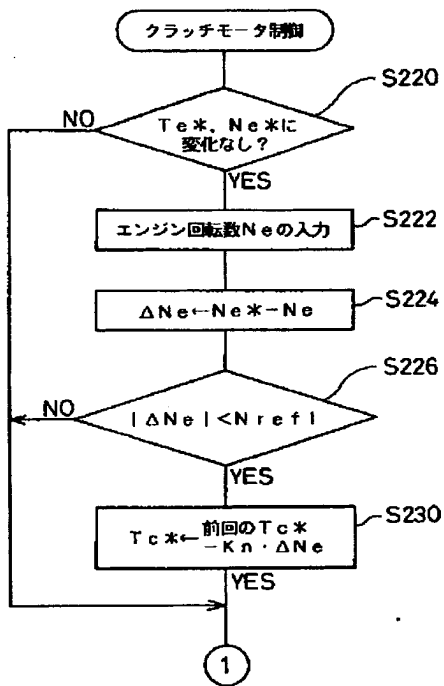 クラッチモータ制御
S220
NO
Te*，Ne*に
変化なし？
YES
S222
エンジン回転数Neの入力
S224
ΔNe←Ne*−Ne
S226
NO
|ΔNe|<Nref1
YES
S230
Tc*←前回のTc*
−Kn・ΔNe
YES
1